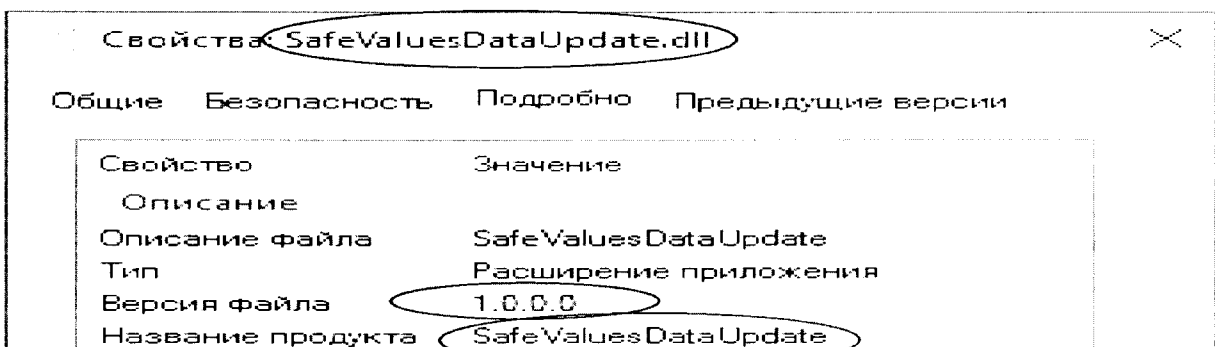 Свойства: SafeValuesDataUpdate.dll
Общие Безопасность Подробно Предыдущие версии
Свойство Значение
Описание
Описание файла SafeValuesDataUpdate
Тип Расширение приложения
Версия файла 1.0.0.0
Название продукта SafeValuesDataUpdate